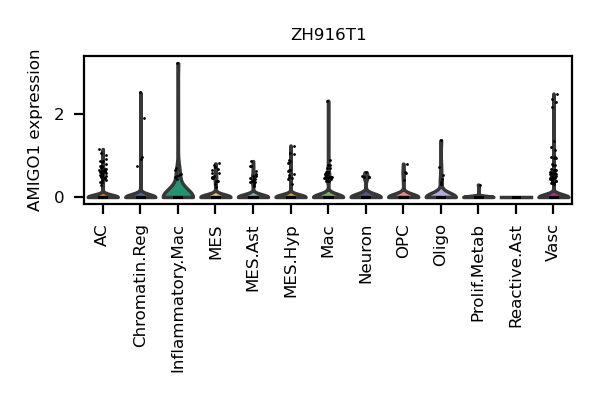 ZH916T1
AMIGO1 expression
2
0
AC
Chromatin.Reg
Inflammatory.Mac
MES
MES.Ast
MES.Hyp
Mac
Neuron
OPC
Oligo
Prolif.Metab
Reactive.Ast
Vasc